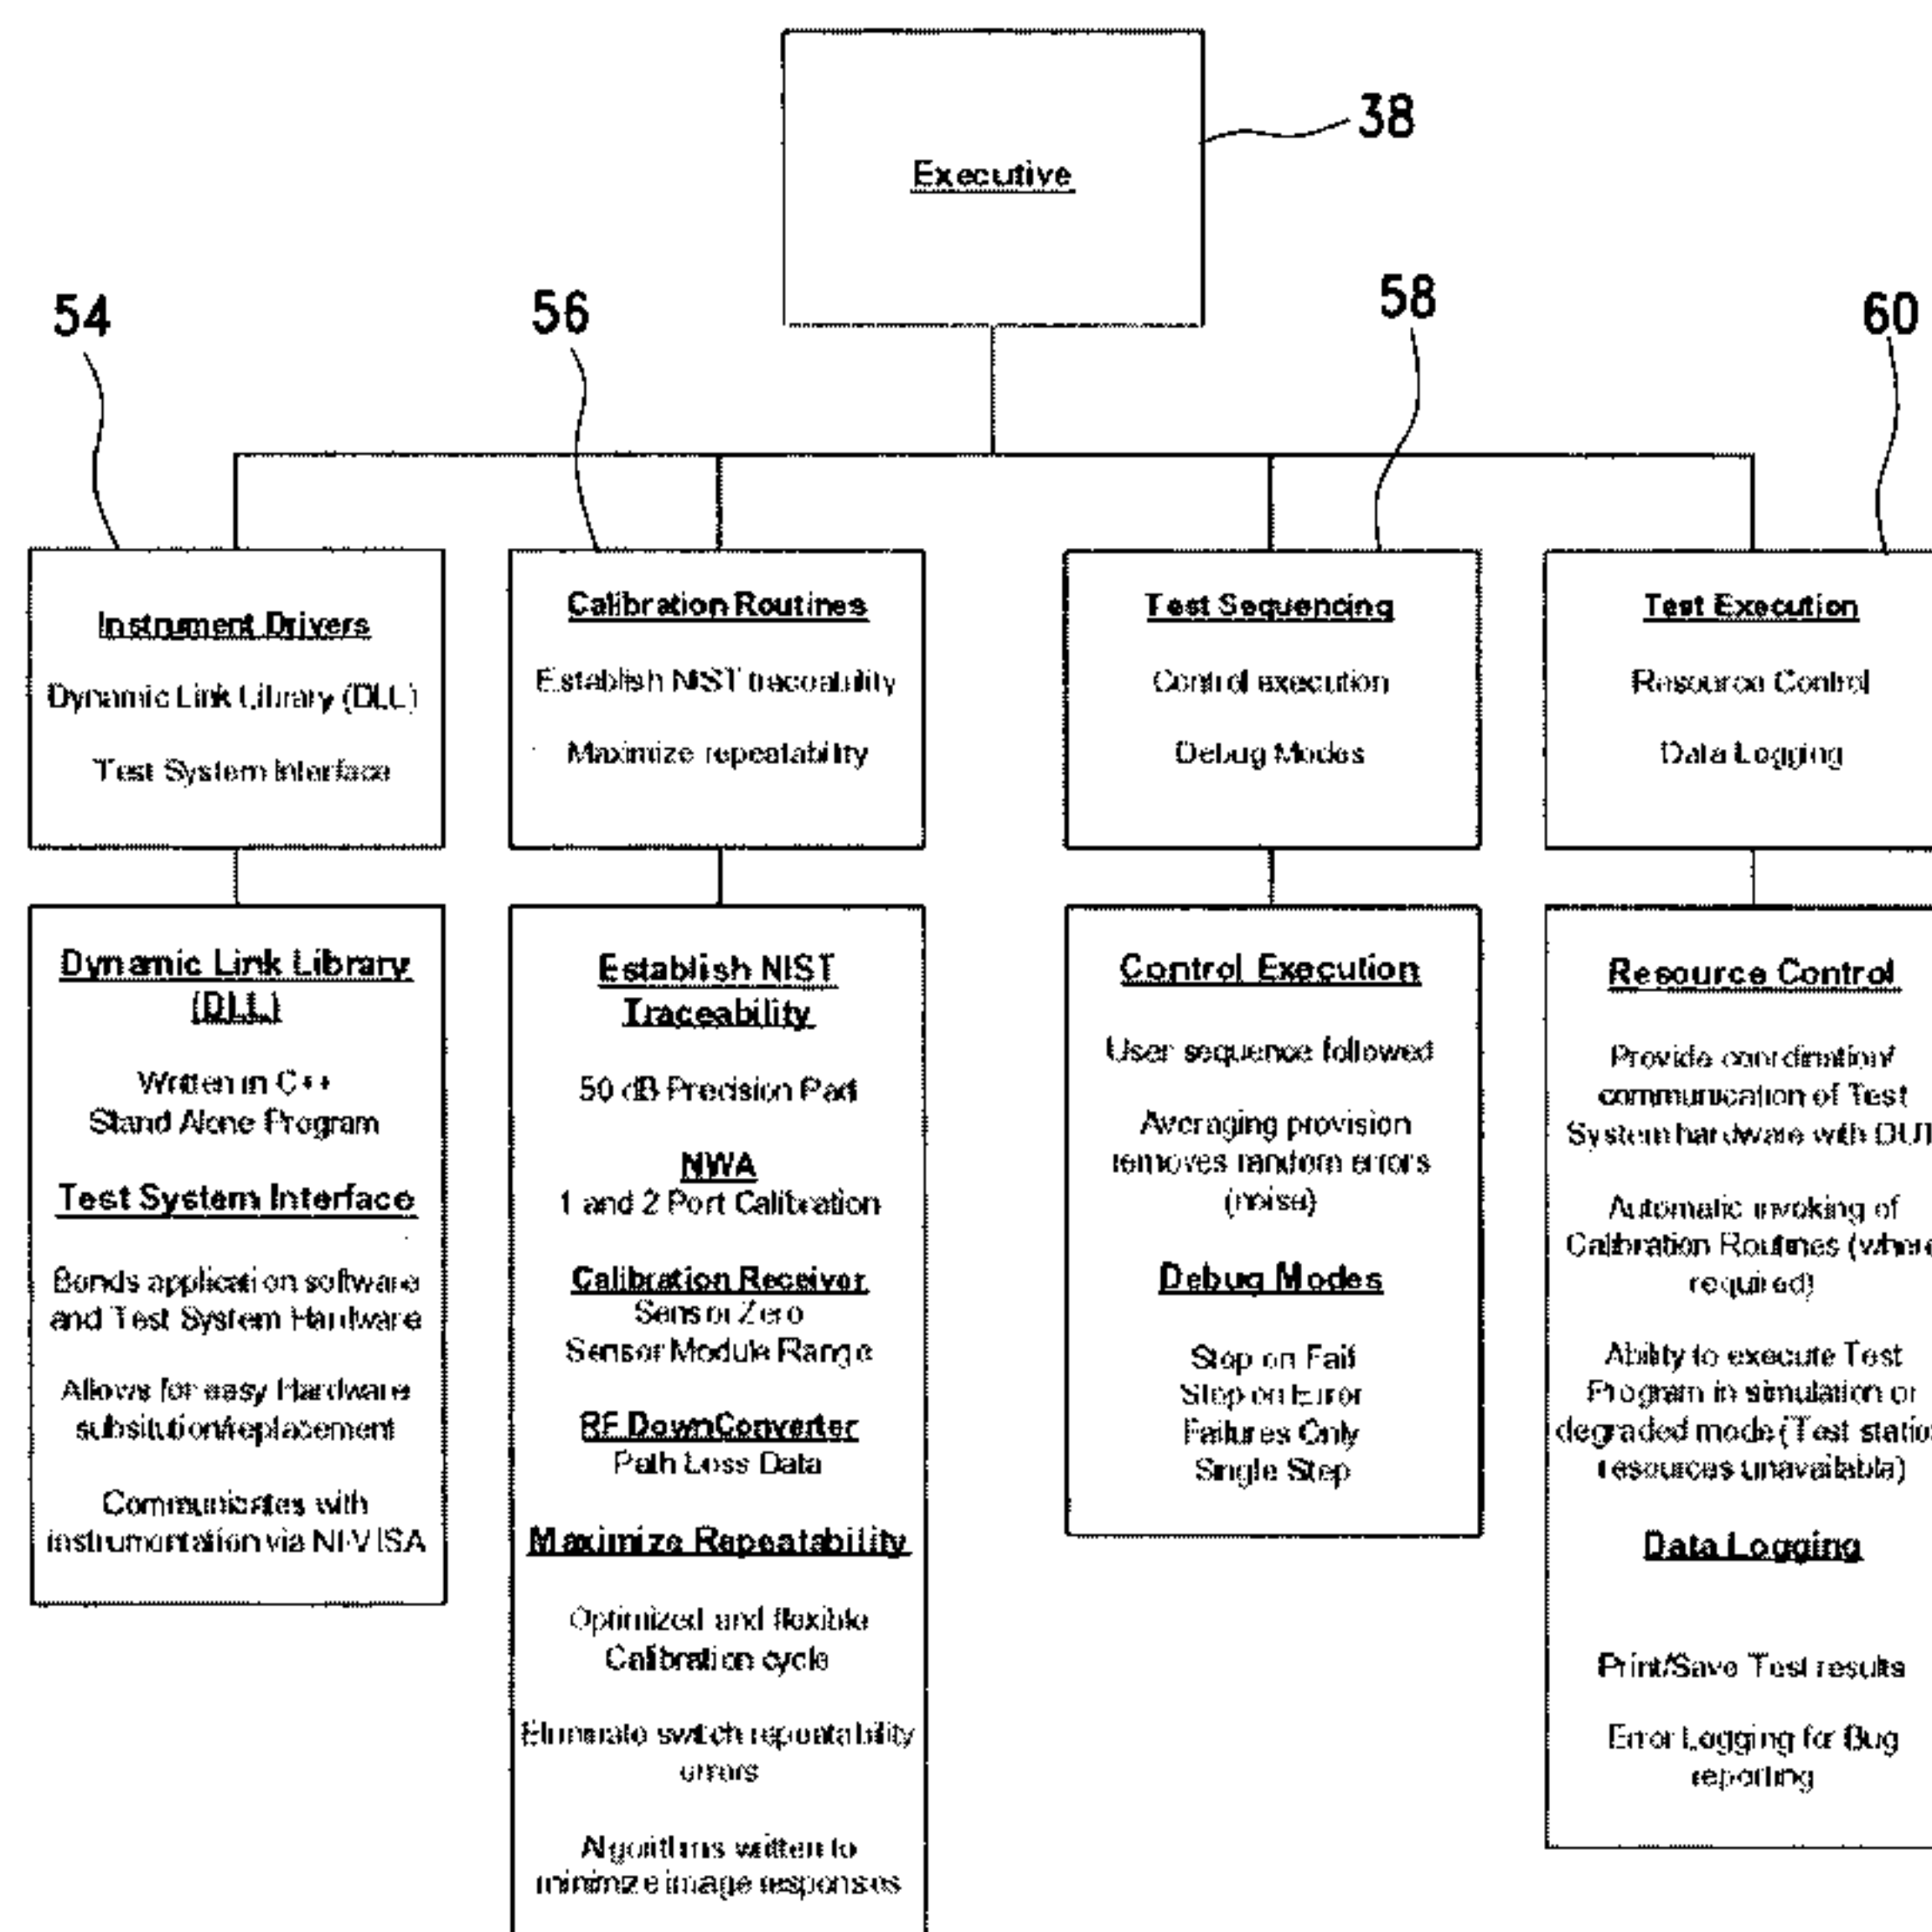 Executive
38
54
56
58
60
Instrument Drivers
Dynamic Link Library (DLL)
Test System Interface
Calibration Routines
Establish NIST traceability
Maximize repeatability
Test Sequencing
Control execution
Debug Modes
Test Execution
Resource Control
Data Logging
Dynamic Link Library
(DLL)
Written in C++
Stand Alone Program
Test System Interface
Bonds application software
and Test System Hardware
Allows for easy Hardware
subsitution/replacement
Communicates with
instrumentation via NI-VISA
Establish NIST
Traceability
50 dB Precision Pad
NWA
1 and 2 Port Calibration
Calibration Receiver
Sensor Zero
Sensor Module Range
RF DownConverter
Path Loss Data
Maximize Repeatability
Optimized and flexible
Calibration cycle
Eliminate switch repeatability
errors
Algorithms written to
minimize image responses
Control Execution
User sequence followed
Averaging provision
removes random errors
(noise)
Debug Modes
Stop on Fail
Stop on Error
Failures Only
Single Step
Resource Control
Provide coordination/
communication of Test
System hardware with
Automatic invoking of
Calibration Routines
required)
Ability to execute Test
Program in simulation or
degraded mode (Test
resources unavailable)
Data Logging
Print/Save Test results
Error Logging for Bug
reporting